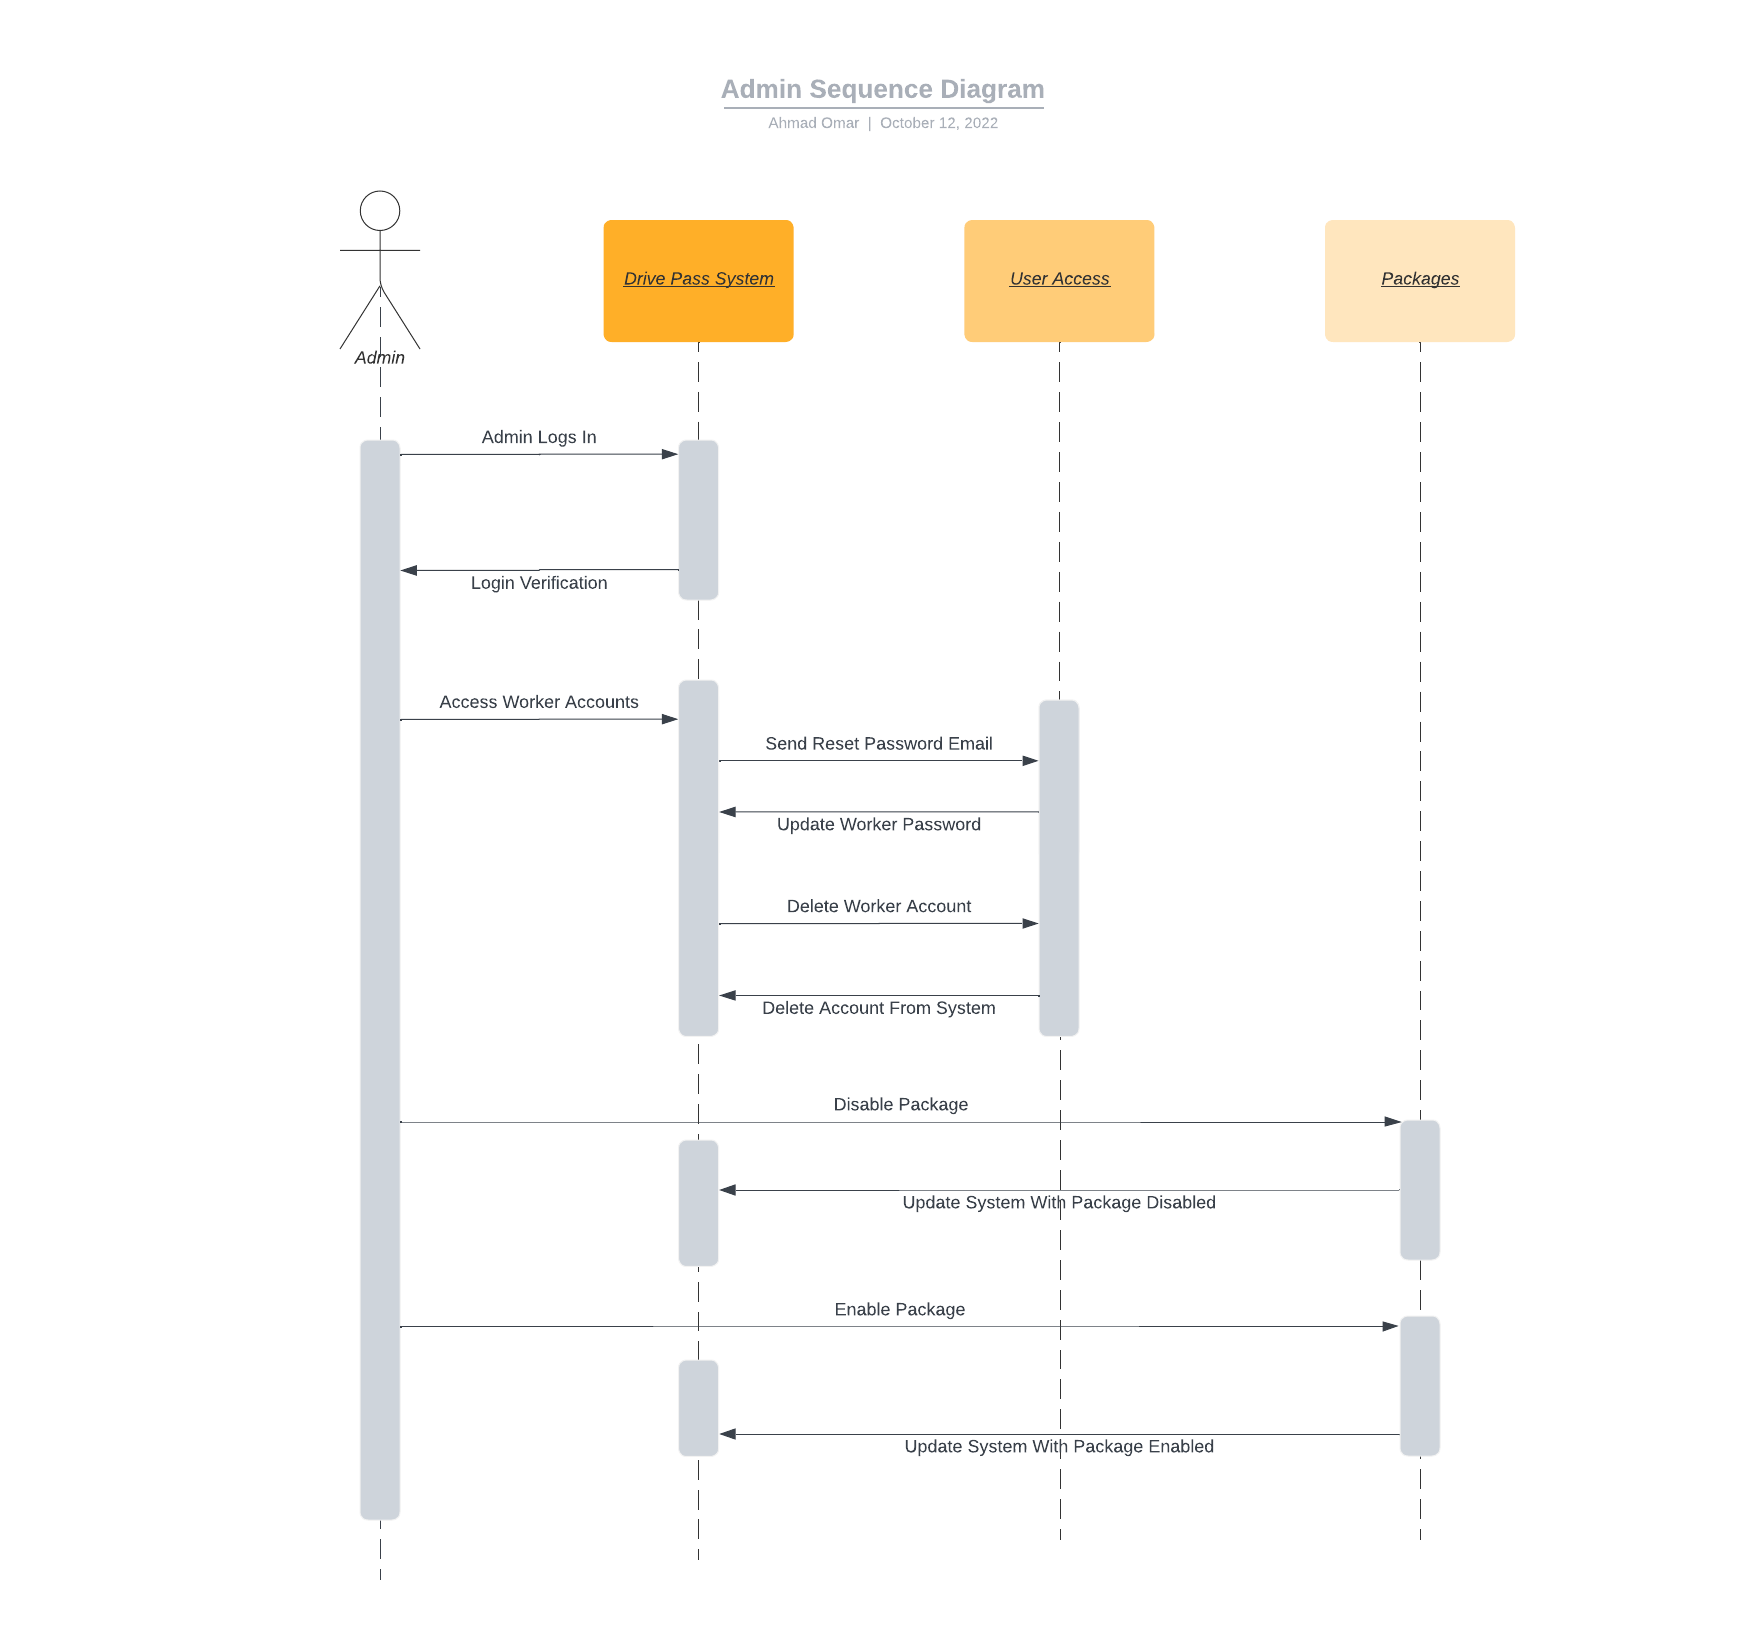 Admin Sequence Diagram
Ahmad Omar | October 12, 2022
Admin
Drive Pass System
User Access
Packages
Admin Logs In
Login Verification
Access Worker Accounts
Send Reset Password Email
Update Worker Password
Delete Worker Account
Delete Account From System
Disable Package
Update System With Package Disabled
Enable Package
Update System With Package Enabled